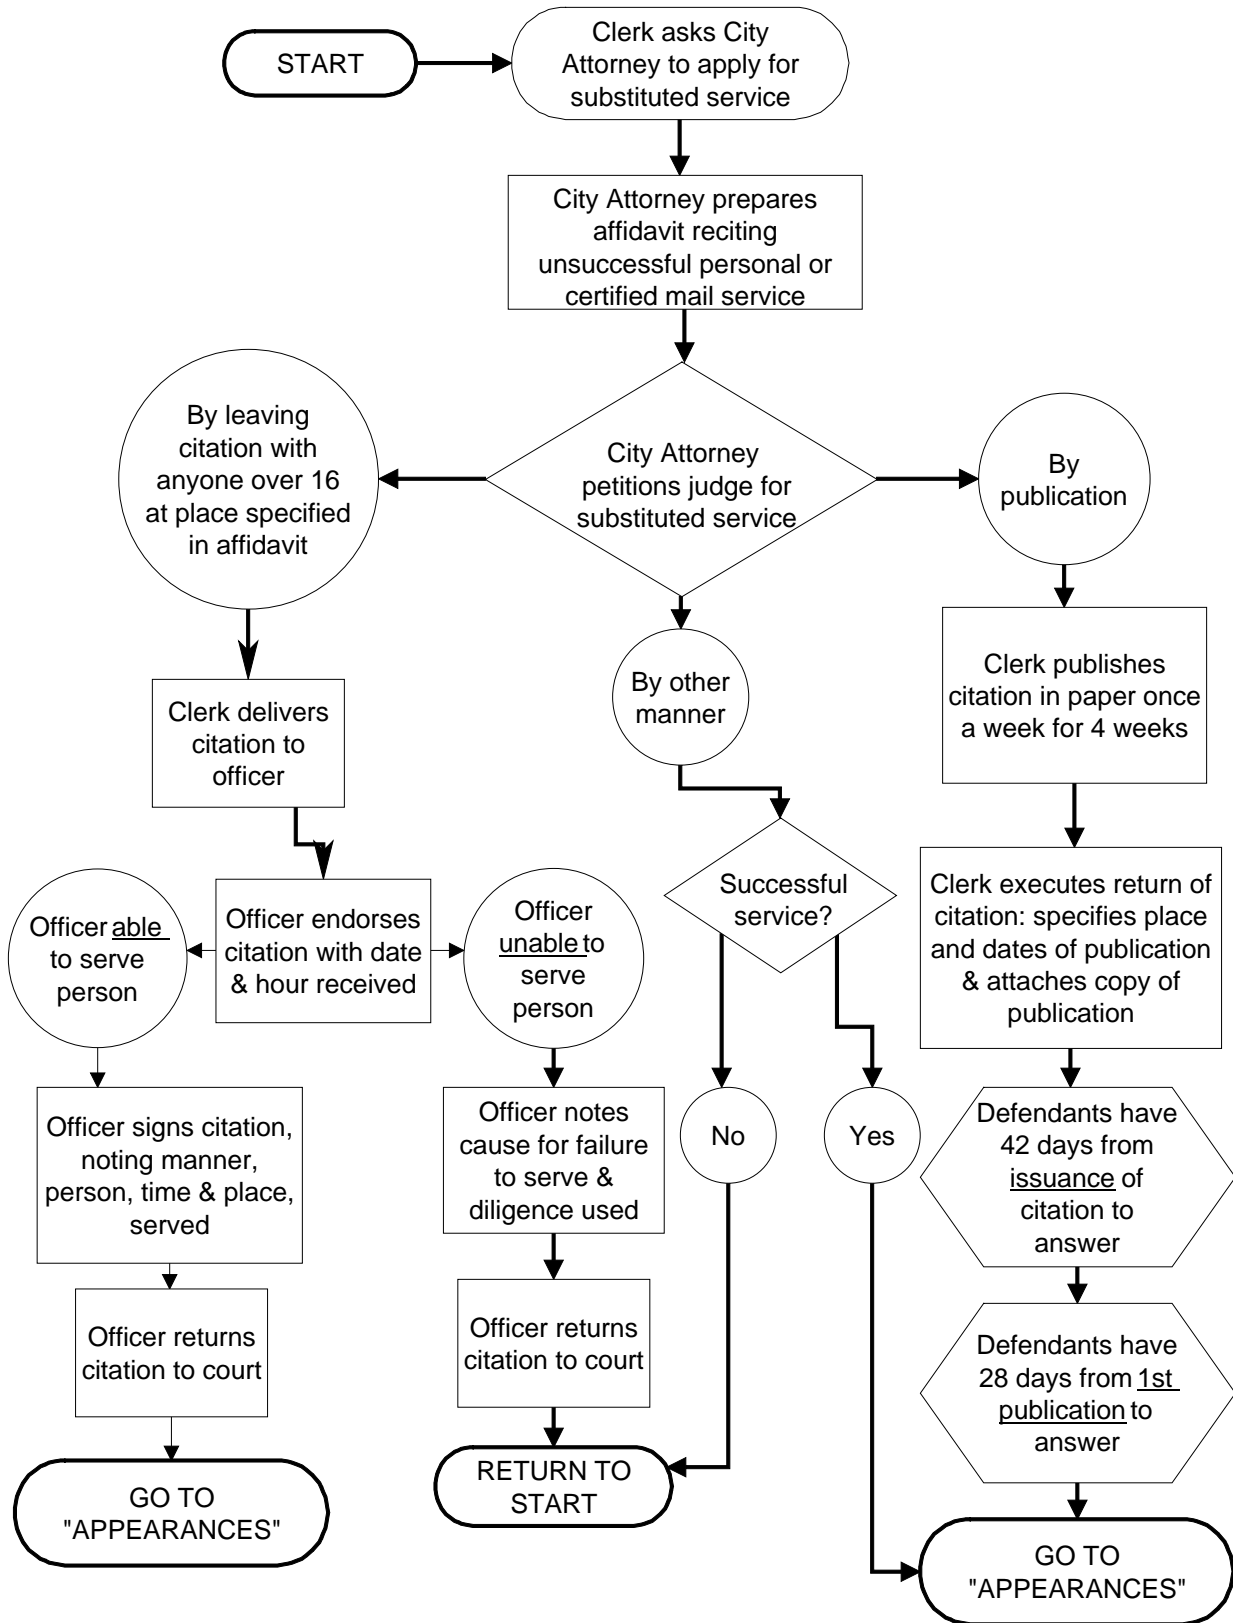 START
Clerk asks City
Attorney to apply for
substituted service
City Attorney prepares
affidavit reciting
unsuccessful personal or
certified mail service
City Attorney
petitions judge for
substituted service
By leaving
citation with
anyone over 16
at place specified
in affidavit
By
publication
By other
manner
Clerk delivers
citation to
officer
Clerk publishes
citation in paper once
a week for 4 weeks
Officer endorses
citation with date
& hour received
Officer able
to serve
person
Officer
unable to
serve
person
Successful
service?
Clerk executes return of
citation: specifies place
and dates of publication
& attaches copy of
publication
Officer signs citation,
noting manner,
person, time & place,
served
Officer notes
cause for failure
to serve &
diligence used
No
Yes
Defendants have
42 days from
issuance of
citation to
answer
Officer returns
citation to court
Officer returns
citation to court
Defendants have
28 days from 1st
publication to
answer
GO TO
"APPEARANCES"
RETURN TO
START
GO TO
"APPEARANCES"